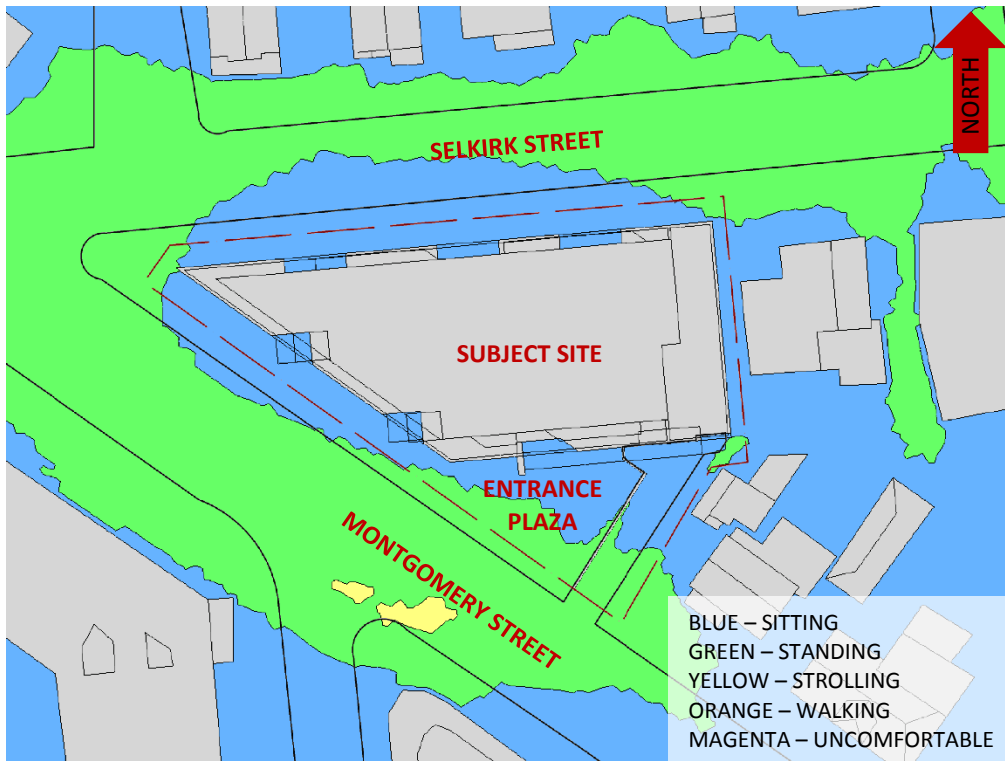 NORTH
SELKIRK STREET
SUBJECT SITE
ENTRANCE
PLAZA
MONTGOMERY STREET
BLUE – SITTING
GREEN – STANDING
YELLOW – STROLLING
ORANGE – WALKING
MAGENTA – UNCOMFORTABLE